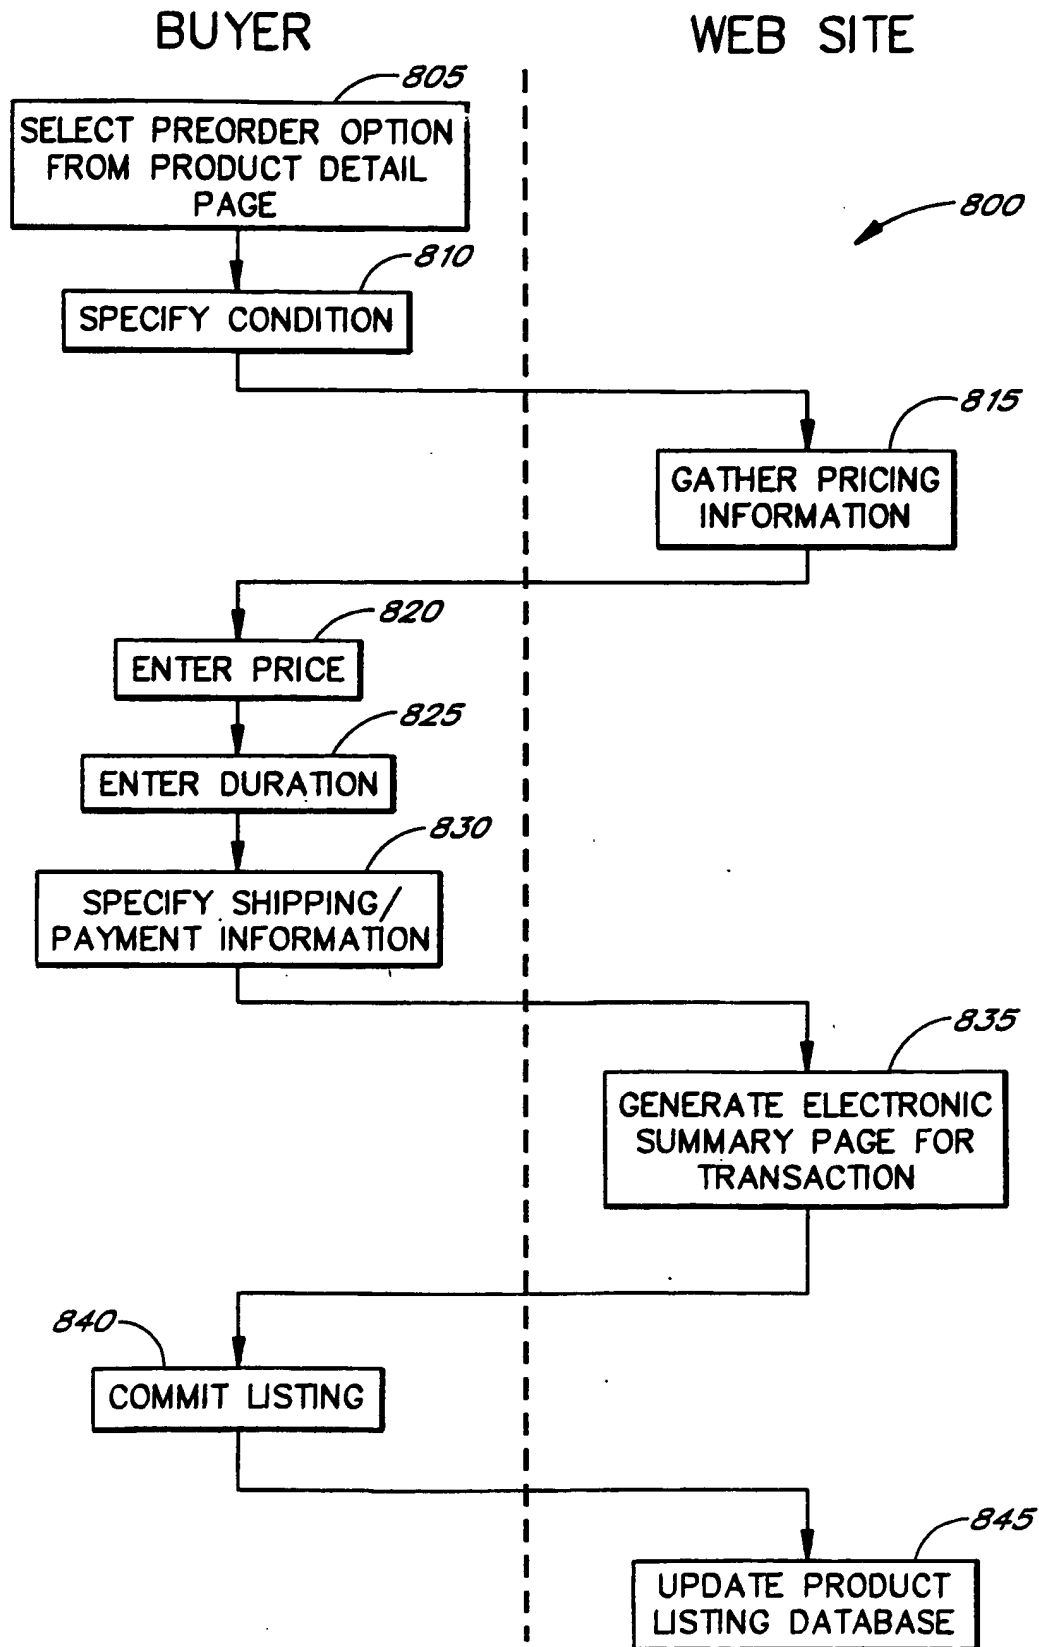 BUYER
WEB SITE
805
SELECT PREORDER OPTION
FROM PRODUCT DETAIL
PAGE
800
810
SPECIFY CONDITION
815
GATHER PRICING
INFORMATION
820
ENTER PRICE
825
ENTER DURATION
830
SPECIFY SHIPPING/
PAYMENT INFORMATION
835
GENERATE ELECTRONIC
SUMMARY PAGE FOR
TRANSACTION
840
COMMIT LISTING
845
UPDATE PRODUCT
LISTING DATABASE